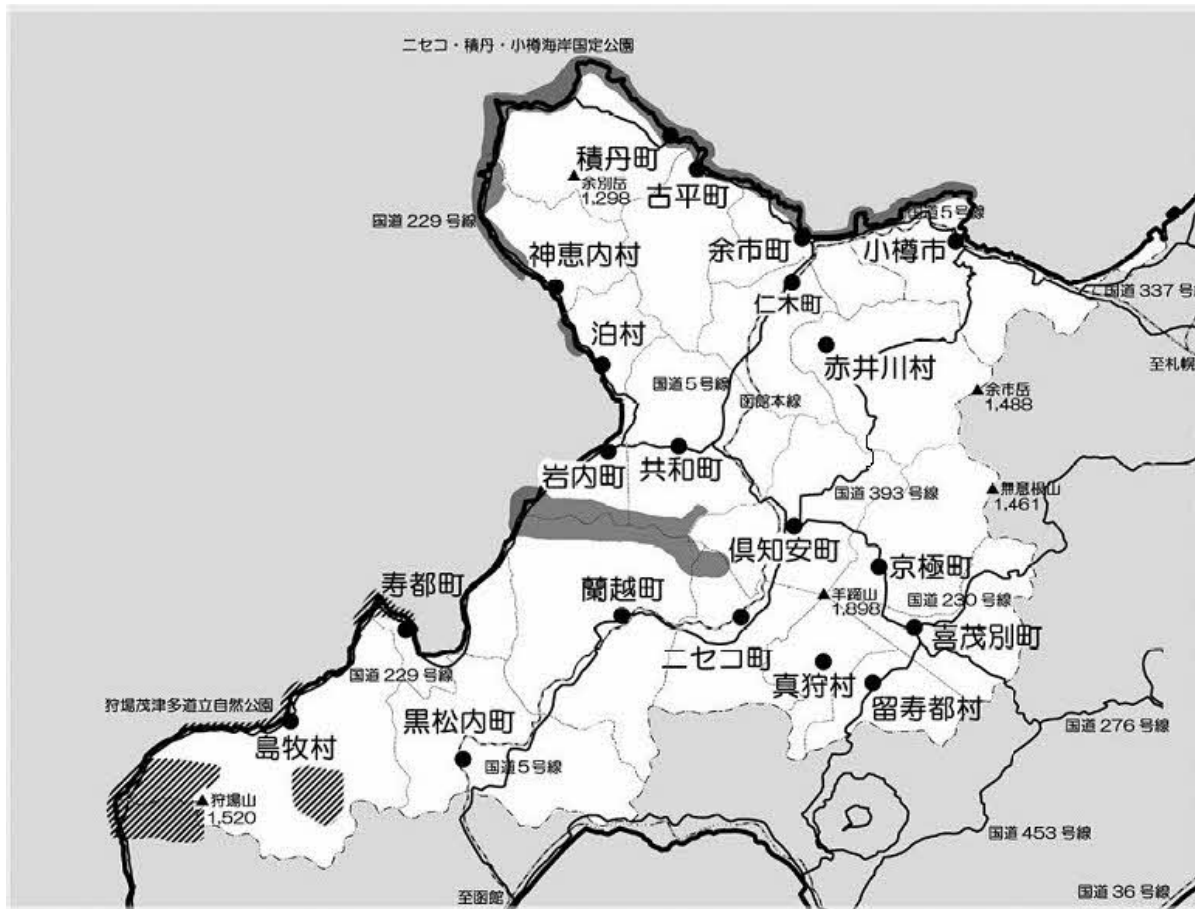 ニセコ・積丹・小樽海岸国定公園
積丹町
余別岳
1,298
古平町
国道229号線
神恵内村
余市町
小樽市
国道5号線
仁木町
国道337号線
泊村
赤井川村
至札幌
国道5号線
函館本線
余市岳
1,488
岩内町
共和町
国道393号線
無意根山
1,461
倶知安町
京極町
寿都町
蘭越町
羊蹄山
1,898
国道230号線
喜茂別町
ニセコ町
国道229号線
真狩村
留寿都村
狩場茂津多道立自然公園
黒松内町
国道276号線
島牧村
国道5号線
狩場山
1,520
国道453号線
至函館
国道36号線